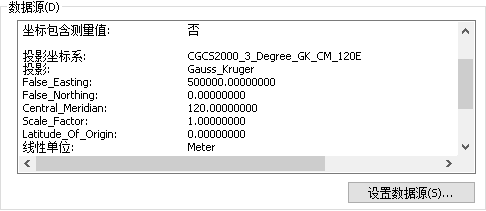 数据源(D)
坐标包含测量值: 否
投影坐标系: CGCS2000_3_Degree_GK_CM_120E
投影: Gauss_Kruger
False_Easting: 500000.00000000
False_Northing: 0.00000000
Central_Meridian: 120.00000000
Scale_Factor: 1.00000000
Latitude_Of_Origin: 0.00000000
线性单位: Meter
设置数据源(S)...